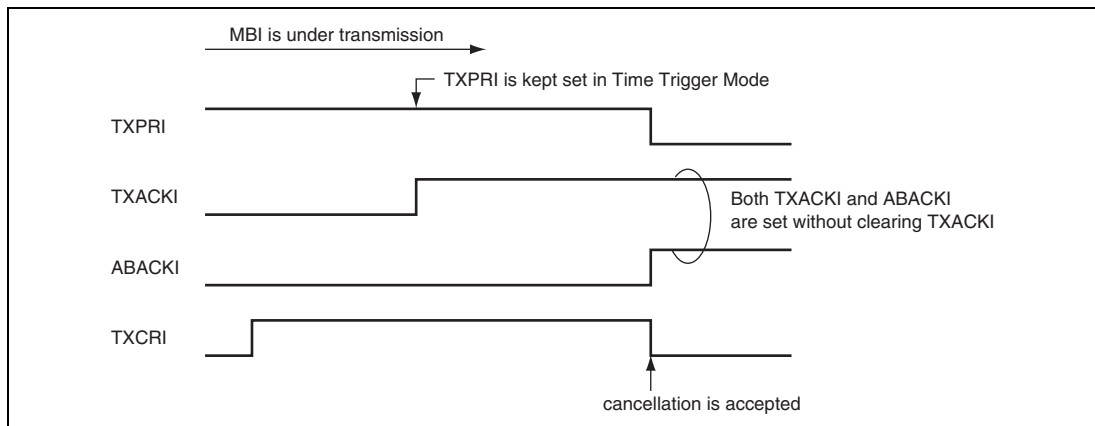 MBI is under transmission
TXPRI is kept set in Time Trigger Mode
TXPRI
TXACKI
Both TXACKI and ABACKI
are set without clearing TXACKI
ABACKI
TXCRI
cancellation is accepted